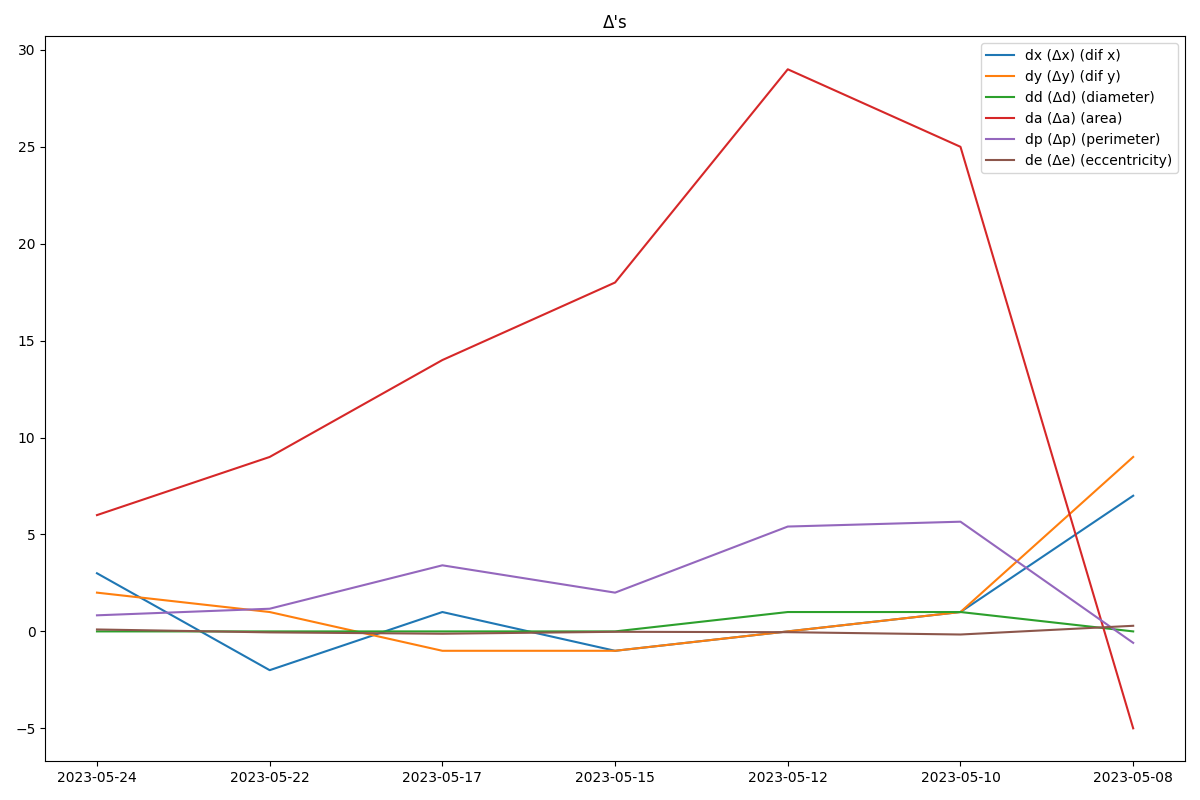 Δ's
30
25
20
15
10
5
0
−5
dx (Δx) (dif x)
dy (Δy) (dif y)
dd (Δd) (diameter)
da (Δa) (area)
dp (Δp) (perimeter)
de (Δe) (eccentricity)
2023-05-24 2023-05-22 2023-05-17 2023-05-15 2023-05-12 2023-05-10 2023-05-08